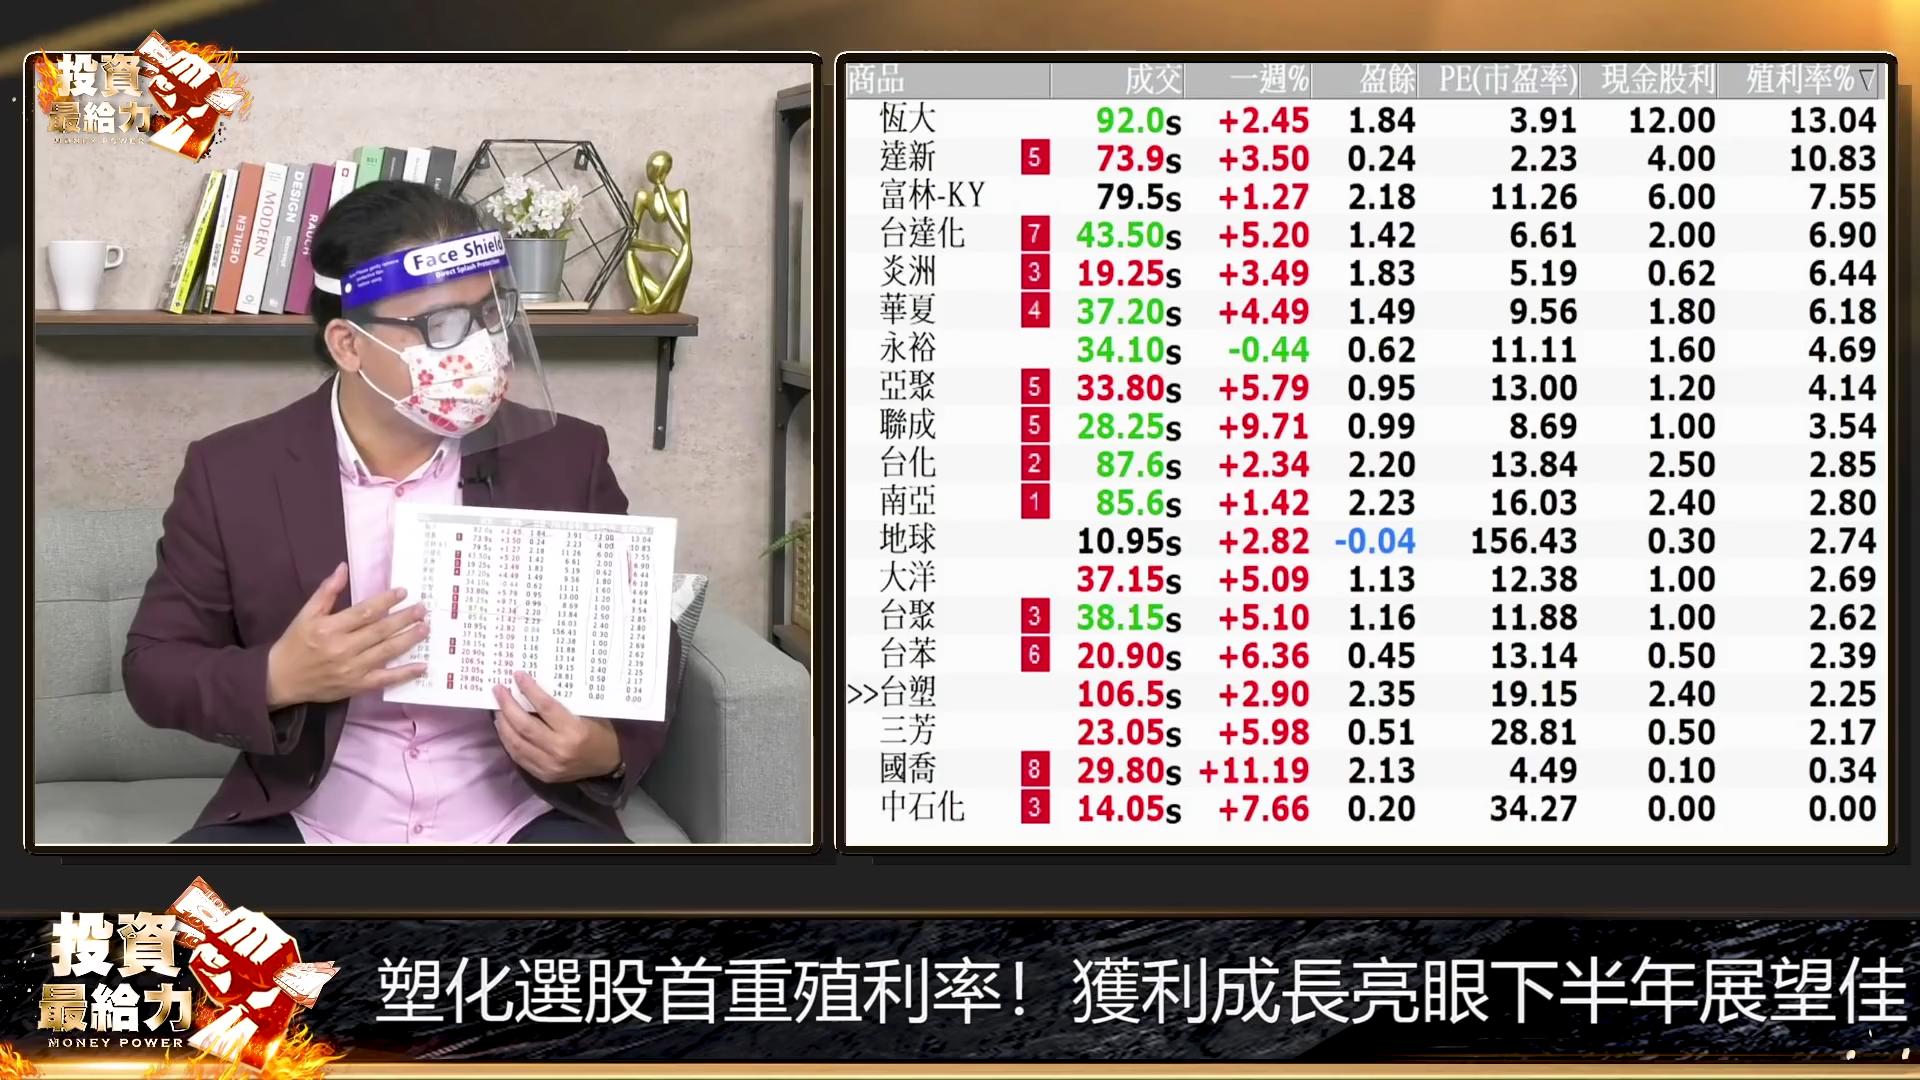 投資
最給力
MONEY POWER
OEHLEN
MODERN
DESIGN
Face Shield
Direct Splash Protection
商品 成交 一週% 盈餘 PE(市盈率) 現金股利 殖利率%▽
恆大 92.0s +2.45 1.84 3.91 12.00 13.04
達新 5 73.9s +3.50 0.24 2.23 4.00 10.83
富林-KY 79.5s +1.27 2.18 11.26 6.00 7.55
台達化 7 43.50s +5.20 1.42 6.61 2.00 6.90
炎洲 3 19.25s +3.49 1.83 5.19 0.62 6.44
華夏 4 37.20s +4.49 1.49 9.56 1.80 6.18
永裕 34.10s -0.44 0.62 11.11 1.60 4.69
亞聚 5 33.80s +5.79 0.95 13.00 1.20 4.14
聯成 5 28.25s +9.71 0.99 8.69 1.00 3.54
台化 2 87.6s +2.34 2.20 13.84 2.50 2.85
南亞 1 85.6s +1.42 2.23 16.03 2.40 2.80
地球 10.95s +2.82 -0.04 156.43 0.30 2.74
大洋 37.15s +5.09 1.13 12.38 1.00 2.69
台聚 3 38.15s +5.10 1.16 11.88 1.00 2.62
台苯 6 20.90s +6.36 0.45 13.14 0.50 2.39
>>台塑 106.5s +2.90 2.35 19.15 2.40 2.25
三芳 23.05s +5.98 0.51 28.81 0.50 2.17
國喬 8 29.80s +11.19 2.13 4.49 0.10 0.34
中石化 3 14.05s +7.66 0.20 34.27 0.00 0.00
投資
最給力
MONEY POWER
塑化選股首重殖利率! 獲利成長亮眼下半年展望佳